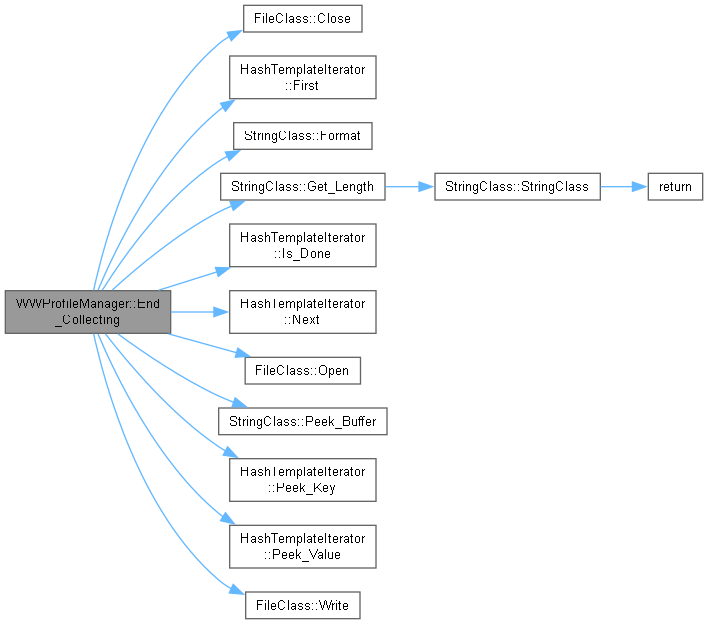 FileClass::Close
HashTemplateIterator
::First
StringClass::Format
StringClass::Get_Length
StringClass::StringClass
return
HashTemplateIterator
::Is_Done
WWProfileManager::End
_Collecting
HashTemplateIterator
::Next
FileClass::Open
StringClass::Peek_Buffer
HashTemplateIterator
::Peek_Key
HashTemplateIterator
::Peek_Value
FileClass::Write